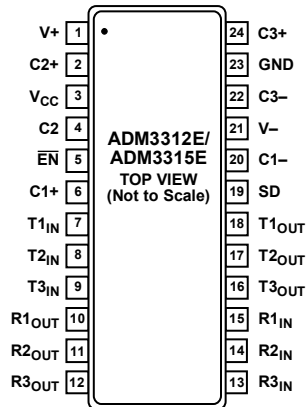 V+ 1 24 C3+
C2+ 2 23 GND
VCC 3 22 C3–
C2 4 21 V–
EN 5 20 C1–
C1+ 6 19 SD
T1IN 7 18 T1OUT
T2IN 8 17 T2OUT
T3IN 9 16 T3OUT
R1OUT 10 15 R1IN
R2OUT 11 14 R2IN
R3OUT 12 13 R3IN
ADM3312E/
ADM3315E
TOP VIEW
(Not to Scale)